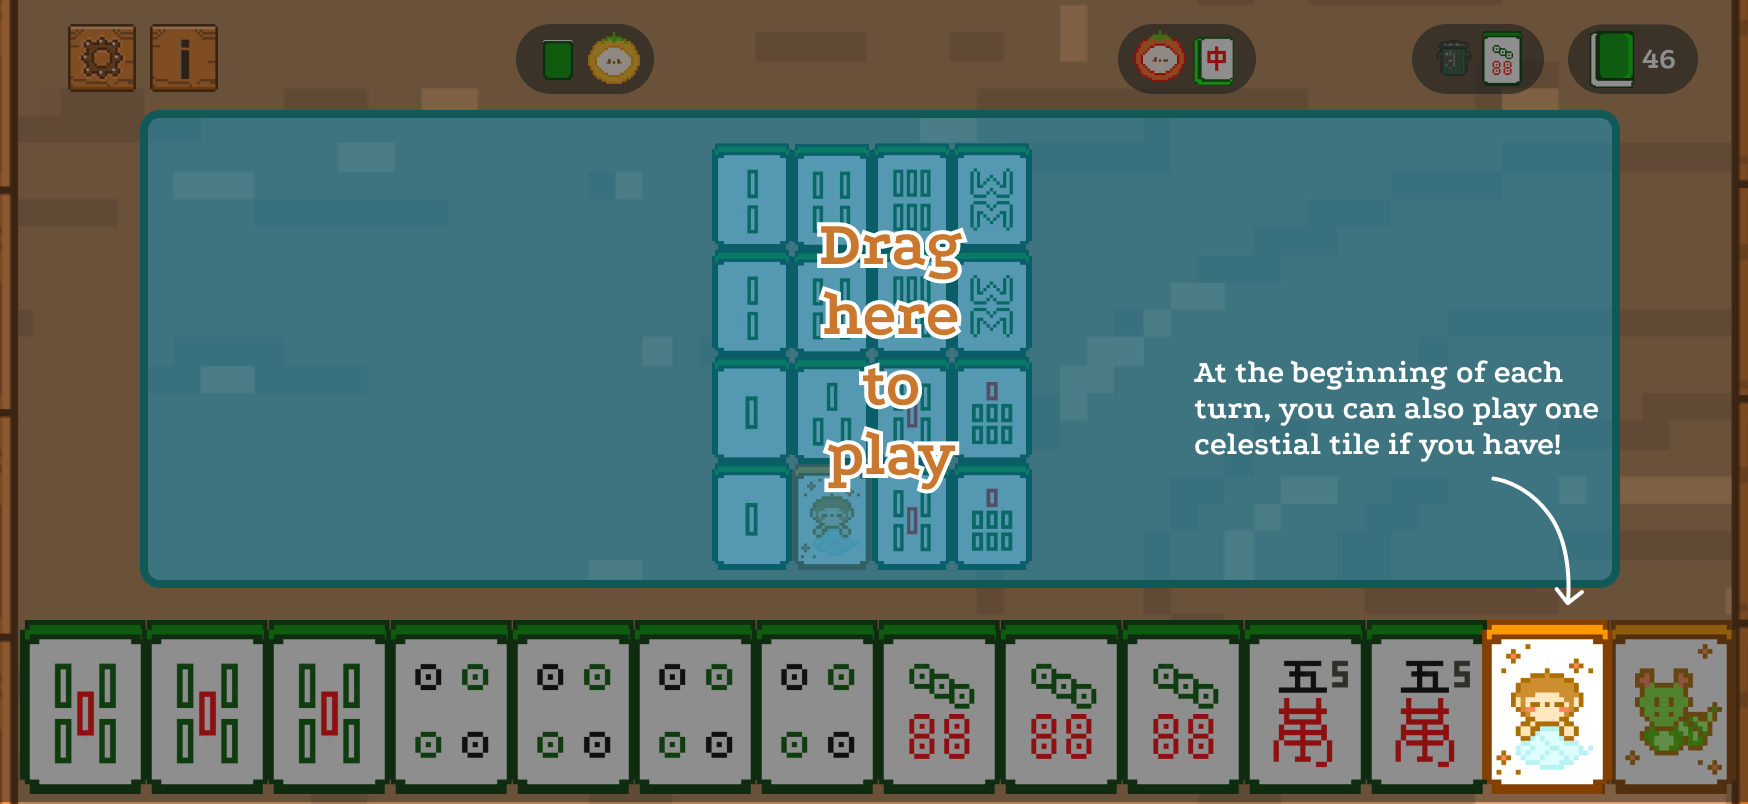 i
中
46
Drag
here
to
play
At the beginning of each
turn, you can also play one
celestial tile if you have!
五5 五5
萬 萬